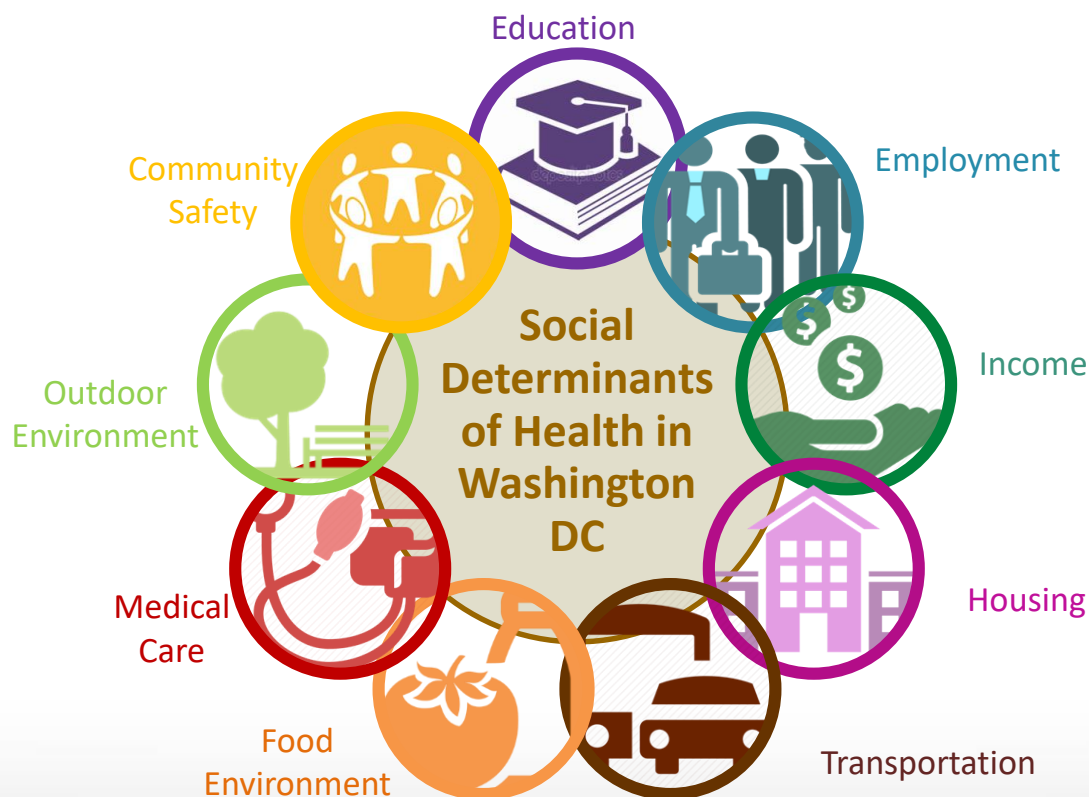 Education
Employment
Income
Housing
Transportation
Food
Environment
Medical
Care
Outdoor
Environment
Community
Safety
Social
Determinants
of Health in
Washington
DC
$
$
$